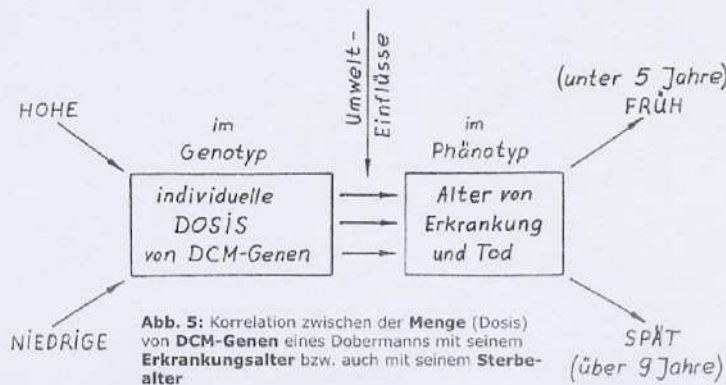 Umwelt-
Einflüsse
HOHE
im
Genotyp
individuelle
DOSIS
von DCM-Genen
NIEDRIGE
im
Phänotyp
Alter von
Erkrankung
und Tod
(unter 5 Jahre)
FRÜH
SPÄT
(über 9 Jahre)
Abb. 5: Korrelation zwischen der Menge (Dosis)
von DCM-Genen eines Dobermanns mit seinem
Erkrankungsalter bzw. auch mit seinem Sterbe-
alter